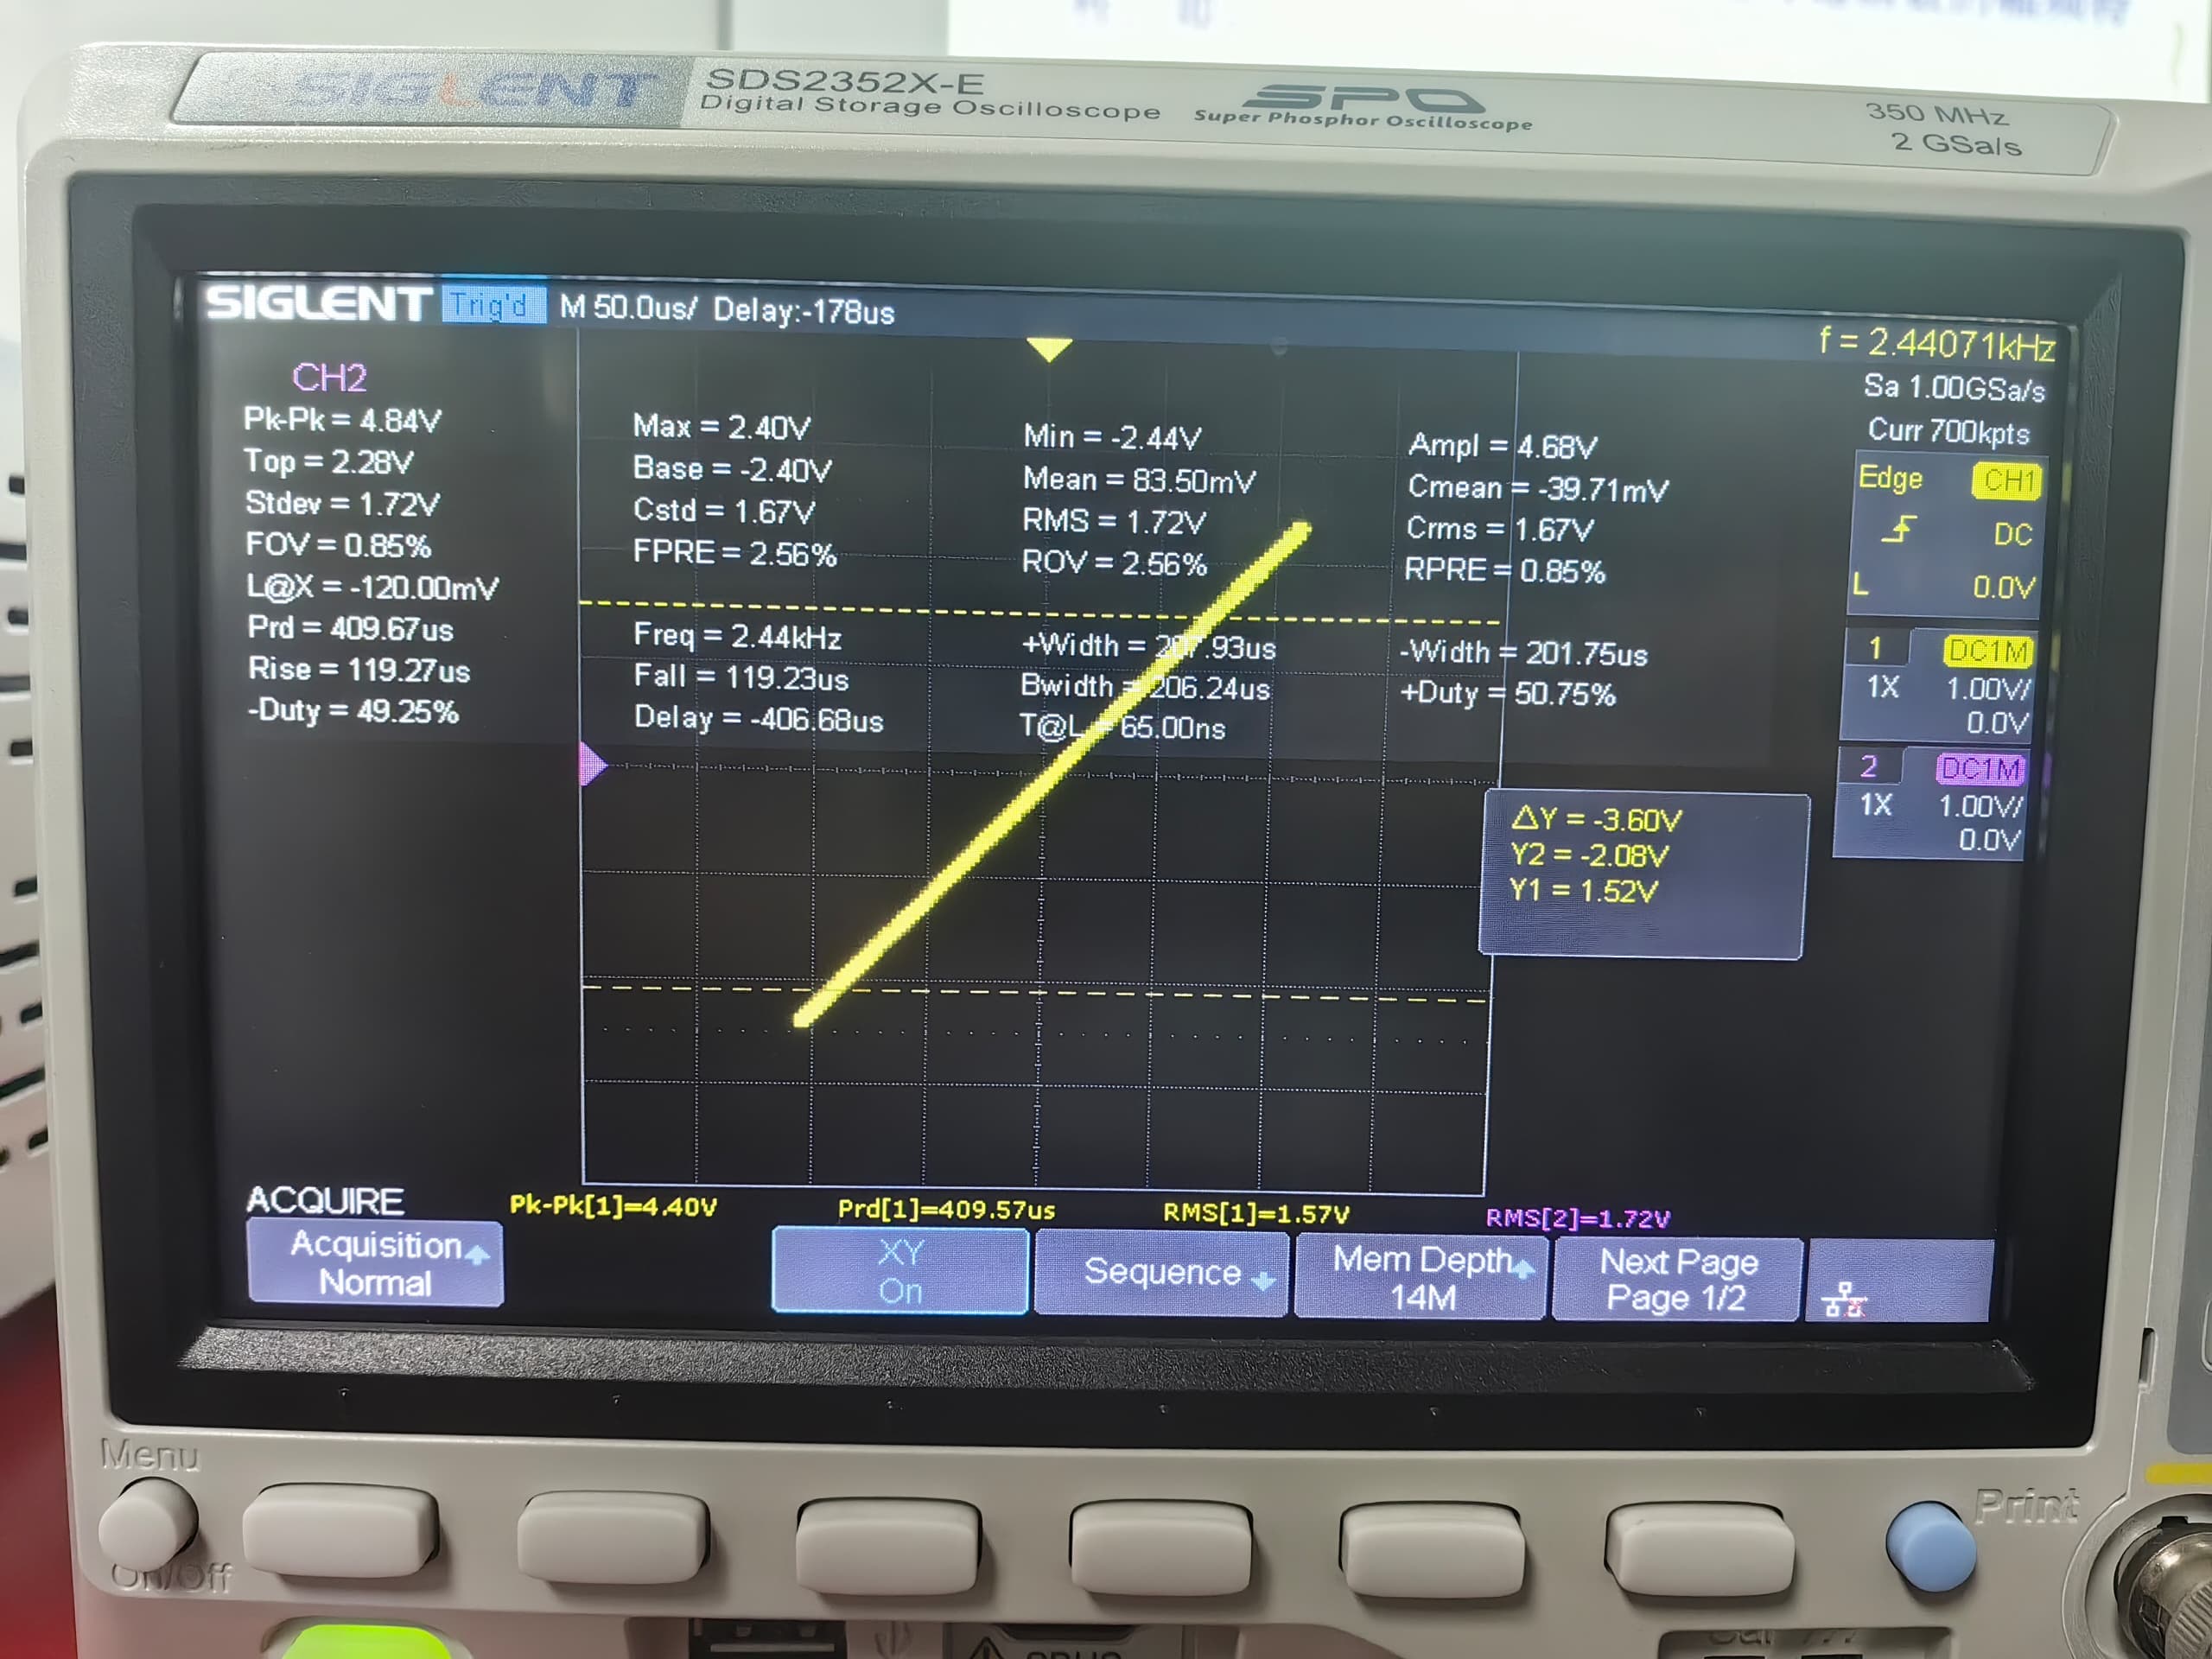 SIGLENT SDS2352X-E
Digital Storage Oscilloscope
SPO
Super Phosphor Oscilloscope
350 MHz
2 GSa/s
SIGLENT Trig'd M 50.0us/ Delay:-178us
f = 2.44071kHz
Sa 1.00GSa/s
Curr 700kpts
CH2
Pk-Pk = 4.84V Max = 2.40V Min = -2.44V Ampl = 4.68V
Top = 2.28V Base = -2.40V Mean = 83.50mV Cmean = -39.71mV
Stdev = 1.72V Cstd = 1.67V RMS = 1.72V Crms = 1.67V
FOV = 0.85% FPRE = 2.56% ROV = 2.56% RPRE = 0.85%
L@X = -120.00mV
Prd = 409.67us Freq = 2.44kHz +Width = 207.93us -Width = 201.75us
Rise = 119.27us Fall = 119.23us Bwidth = 206.24us +Duty = 50.75%
-Duty = 49.25% Delay = -406.68us T@L = 65.00ns
Edge CH1
DC
L 0.0V
1 DC1M
1X 1.00V/
0.0V
2 DC1M
1X 1.00V/
0.0V
ΔY = -3.60V
Y2 = -2.08V
Y1 = 1.52V
ACQUIRE
Pk-Pk[1]=4.40V Prd[1]=409.57us RMS[1]=1.57V RMS[2]=1.72V
Acquisition
Normal
XY
On
Sequence
Mem Depth
14M
Next Page
Page 1/2
Menu
On/Off
Print